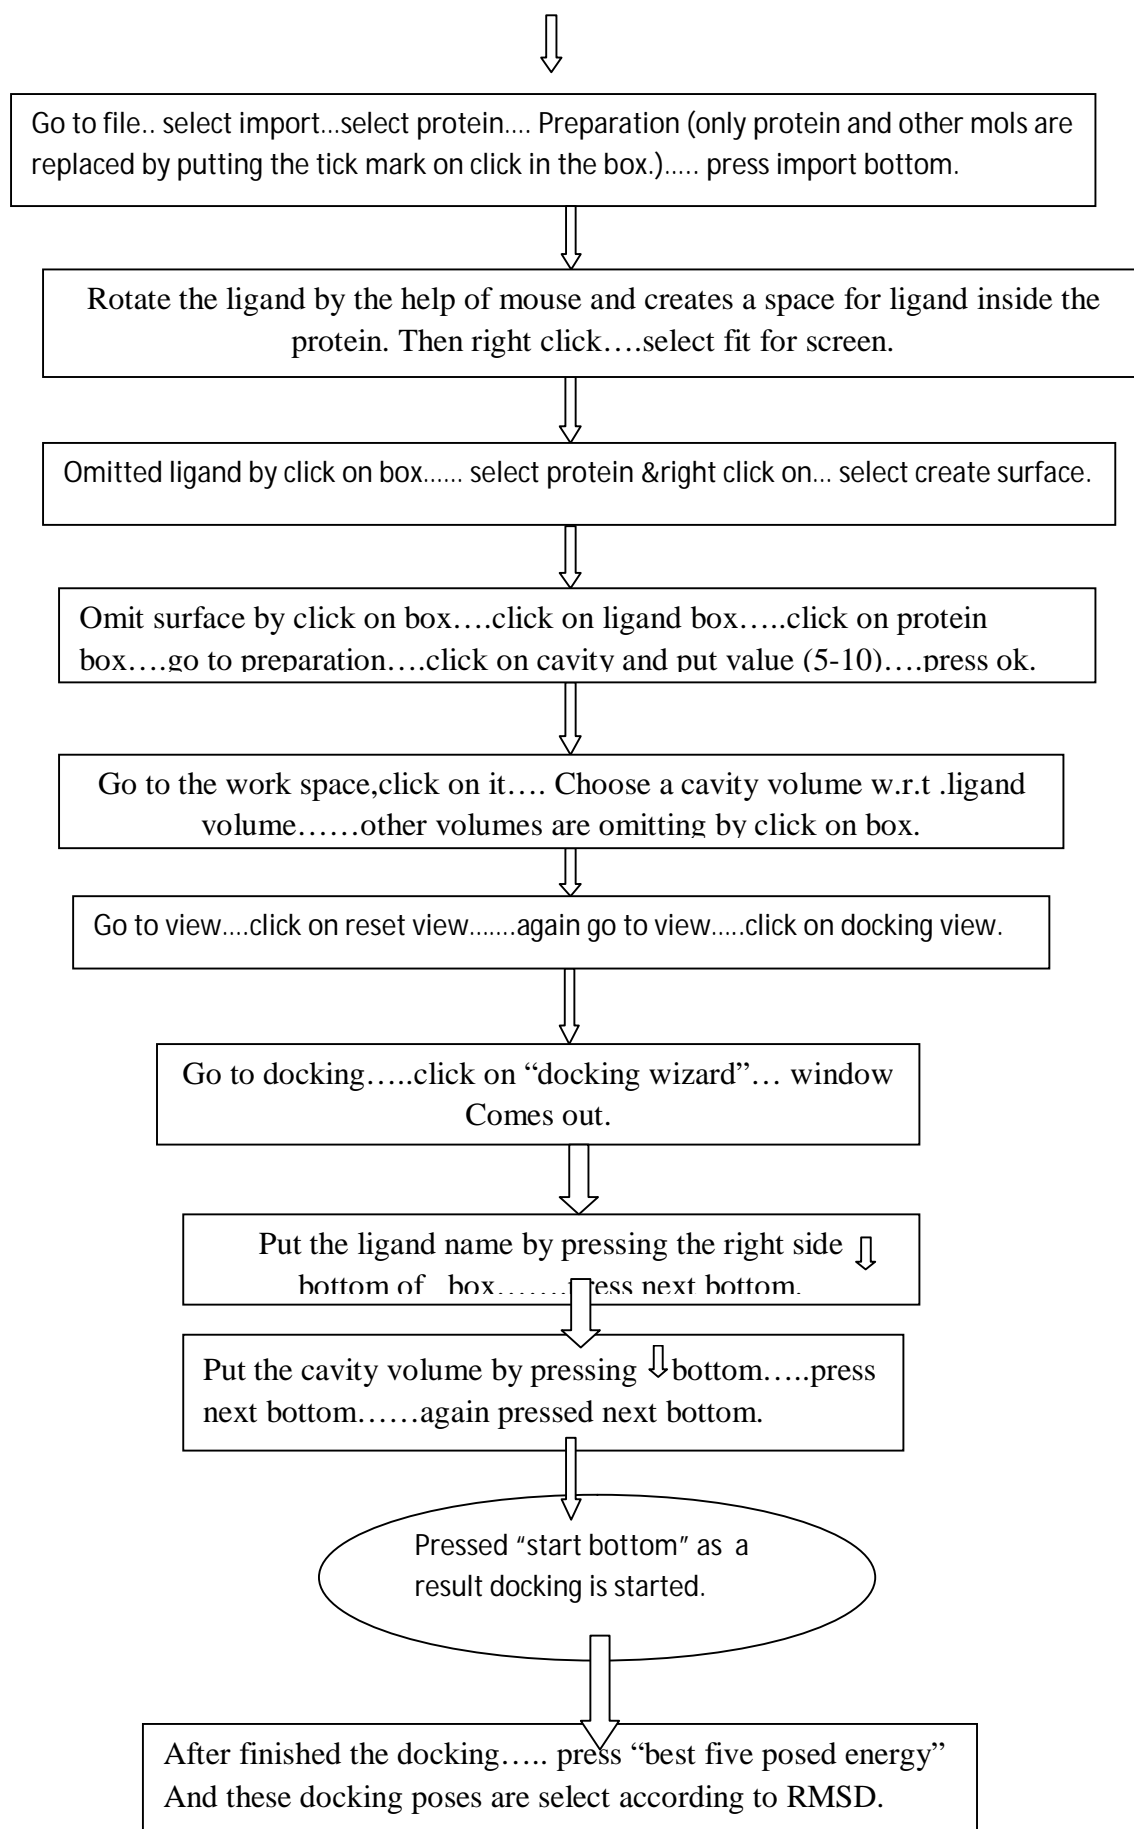 Go to file.. select import...select protein.... Preparation (only protein and other mols are
replaced by putting the tick mark on click in the box.)..... press import bottom.
Rotate the ligand by the help of mouse and creates a space for ligand inside the
protein. Then right click….select fit for screen.
Omitted ligand by click on box...... select protein &right click on... select create surface.
Omit surface by click on box….click on ligand box…..click on protein
box….go to preparation….click on cavity and put value (5-10)….press ok.
Go to the work space,click on it…. Choose a cavity volume w.r.t .ligand
volume……other volumes are omitting by click on box.
Go to view....click on reset view.......again go to view.....click on docking view.
Go to docking…..click on “docking wizard”… window
Comes out.
Put the ligand name by pressing the right side
bottom of box……. next bottom.
Put the cavity volume by pressing bottom…..press
next bottom……again pressed next bottom.
Pressed “start bottom” as a
result docking is started.
After finished the docking….. press “best five posed energy”
And these docking poses are select according to RMSD.